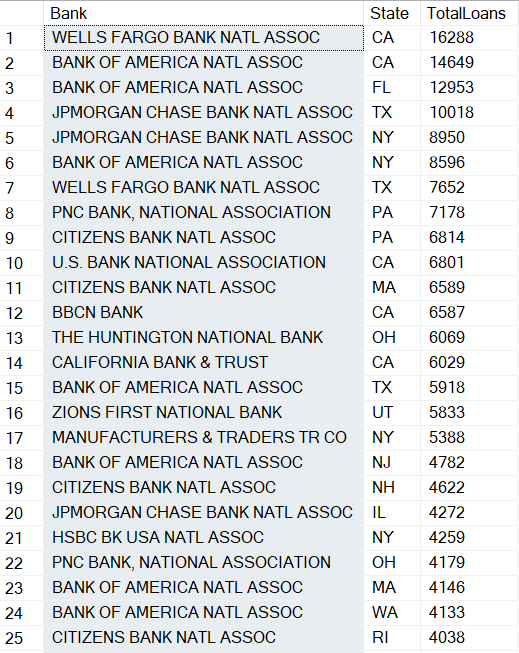 Bank State TotalLoans
1 WELLS FARGO BANK NATL ASSOC CA 16288
2 BANK OF AMERICA NATL ASSOC CA 14649
3 BANK OF AMERICA NATL ASSOC FL 12953
4 JPMORGAN CHASE BANK NATL ASSOC TX 10018
5 JPMORGAN CHASE BANK NATL ASSOC NY 8950
6 BANK OF AMERICA NATL ASSOC NY 8596
7 WELLS FARGO BANK NATL ASSOC TX 7652
8 PNC BANK, NATIONAL ASSOCIATION PA 7178
9 CITIZENS BANK NATL ASSOC PA 6814
10 U.S. BANK NATIONAL ASSOCIATION CA 6801
11 CITIZENS BANK NATL ASSOC MA 6589
12 BBCN BANK CA 6587
13 THE HUNTINGTON NATIONAL BANK OH 6069
14 CALIFORNIA BANK & TRUST CA 6029
15 BANK OF AMERICA NATL ASSOC TX 5918
16 ZIONS FIRST NATIONAL BANK UT 5833
17 MANUFACTURERS & TRADERS TR CO NY 5388
18 BANK OF AMERICA NATL ASSOC NJ 4782
19 CITIZENS BANK NATL ASSOC NH 4622
20 JPMORGAN CHASE BANK NATL ASSOC IL 4272
21 HSBC BK USA NATL ASSOC NY 4259
22 PNC BANK, NATIONAL ASSOCIATION OH 4179
23 BANK OF AMERICA NATL ASSOC MA 4146
24 BANK OF AMERICA NATL ASSOC WA 4133
25 CITIZENS BANK NATL ASSOC RI 4038